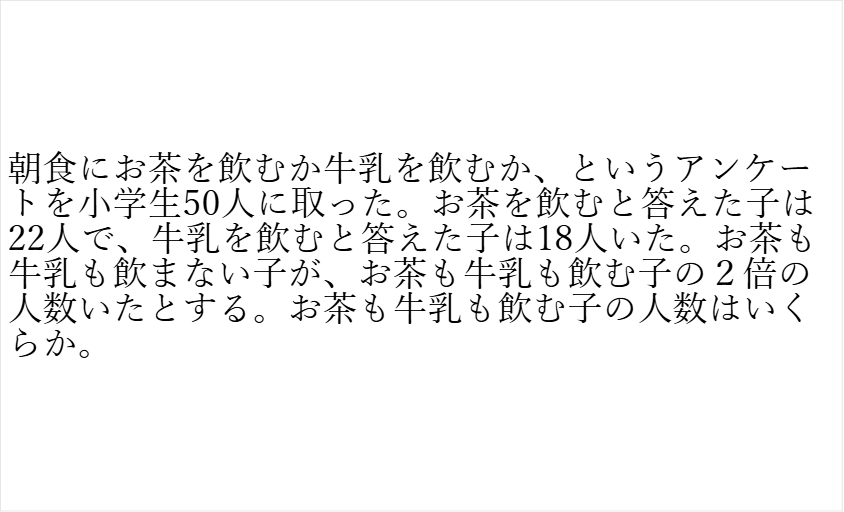 朝食にお茶を飲むか牛乳を飲むか、というアンケー
トを小学生50人に取った。お茶を飲むと答えた子は
22人で、牛乳を飲むと答えた子は18人いた。お茶も
牛乳も飲まない子が、お茶も牛乳も飲む子の２倍の
人数いたとする。お茶も牛乳も飲む子の人数はいく
らか。